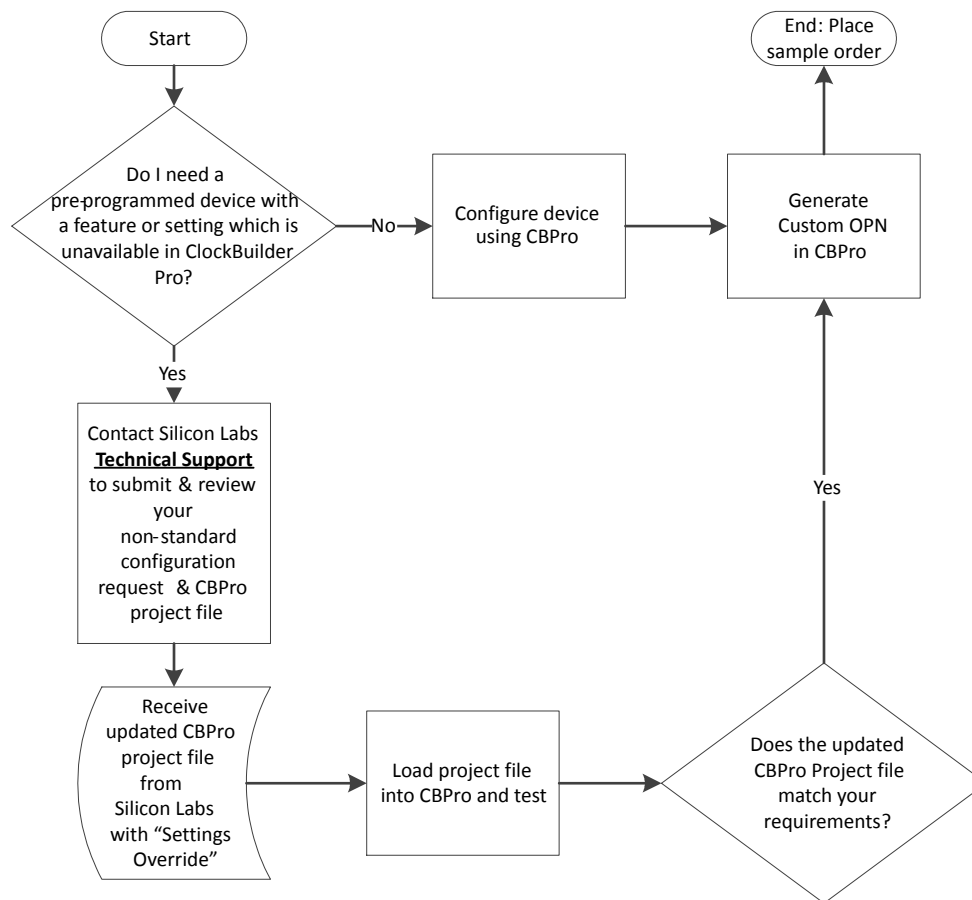 Start
End: Place
sample order
Do I need a
pre-programmed device with
a feature or setting which is
unavailable in ClockBuilder
Pro?
No
Configure device
using CBPro
Generate
Custom OPN
in CBPro
Yes
Contact Silicon Labs
Technical Support
to submit & review
your
non-standard
configuration
request & CBPro
project file
Yes
Receive
updated CBPro
project file
from
Silicon Labs
with “Settings
Override”
Load project file
into CBPro and test
Does the updated
CBPro Project file
match your
requirements?